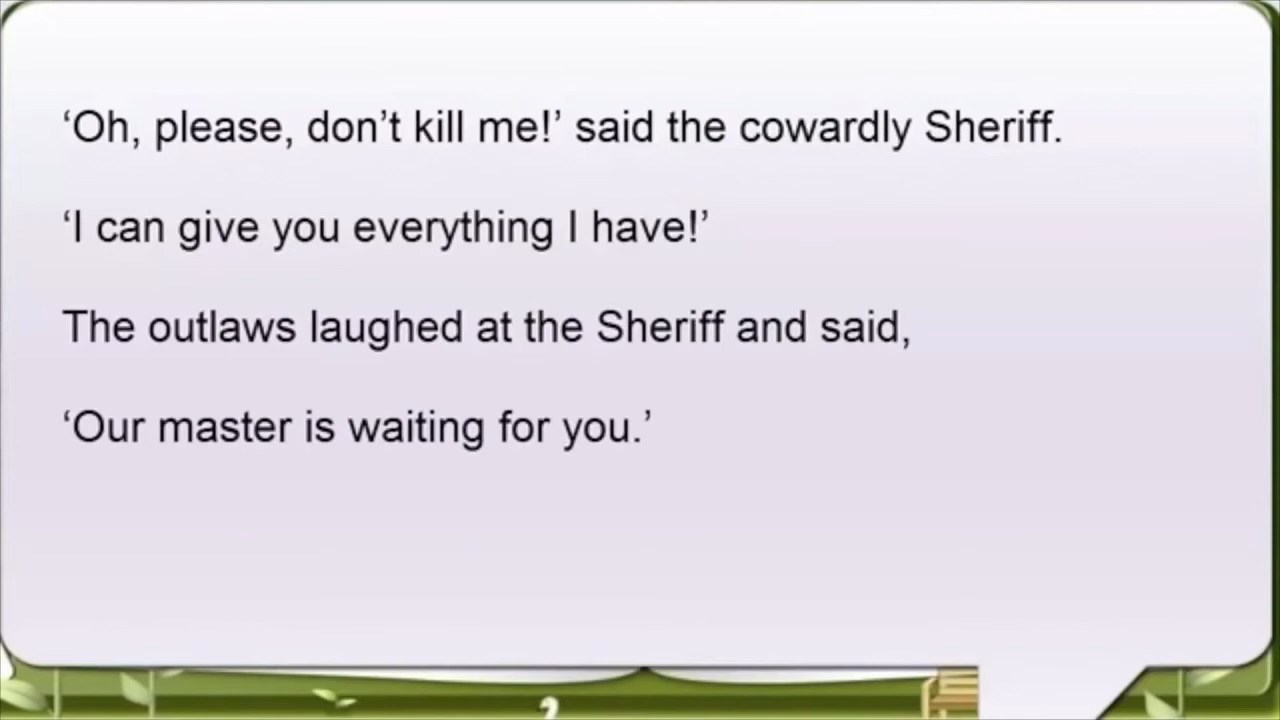 ‘Oh, please, don’t kill me!’ said the cowardly Sheriff.
‘I can give you everything I have!’
The outlaws laughed at the Sheriff and said,
‘Our master is waiting for you.’